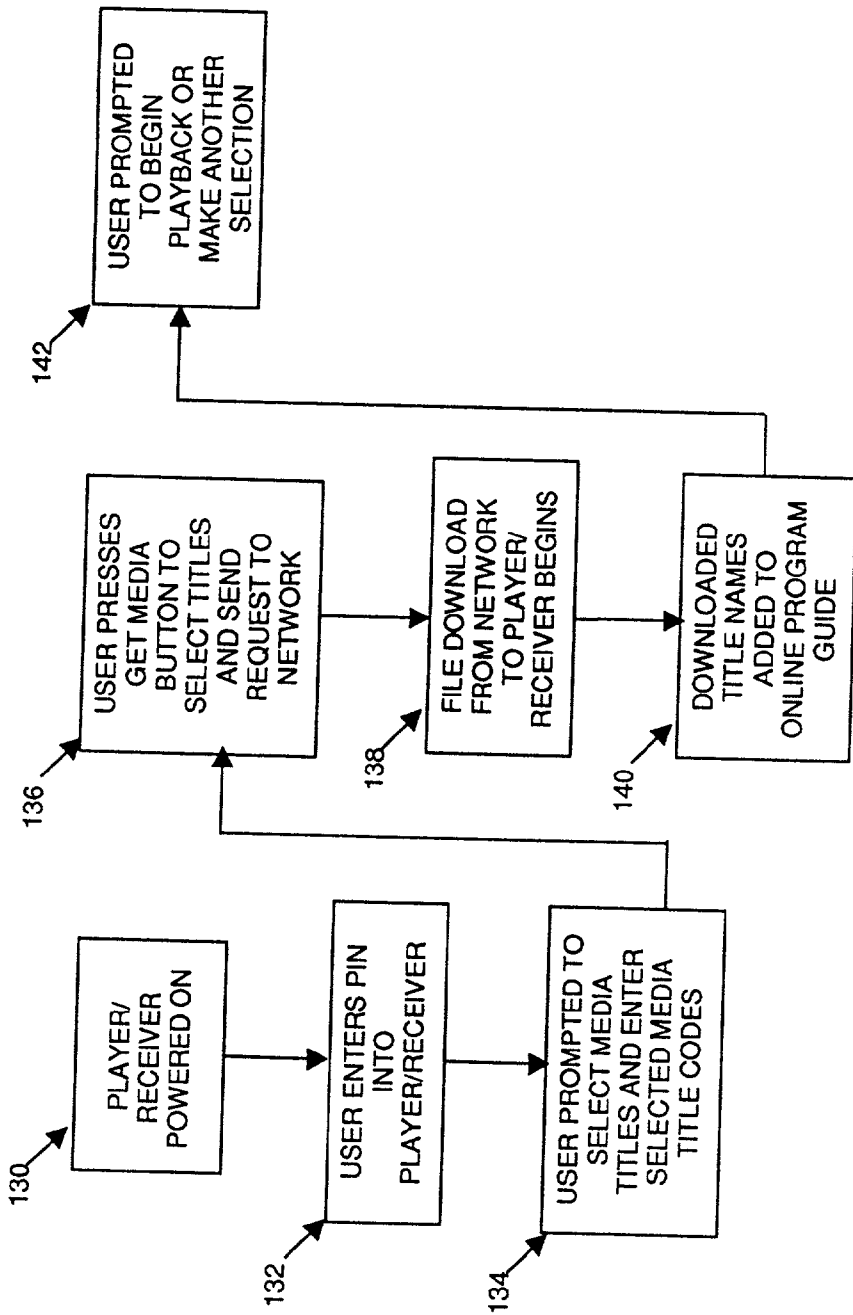 130
PLAYER/
RECEIVER
POWERED ON
132
USER ENTERS PIN
INTO
PLAYER/RECEIVER
134
USER PROMPTED TO
SELECT MEDIA
TITLES AND ENTER
SELECTED MEDIA
TITLE CODES
136
USER PRESSES
GET MEDIA
BUTTON TO
SELECT TITLES
AND SEND
REQUEST TO
NETWORK
138
FILE DOWNLOAD
FROM NETWORK
TO PLAYER/
RECEIVER BEGINS
140
DOWNLOADED
TITLE NAMES
ADDED TO
ONLINE PROGRAM
GUIDE
142
USER PROMPTED
TO BEGIN
PLAYBACK OR
MAKE ANOTHER
SELECTION